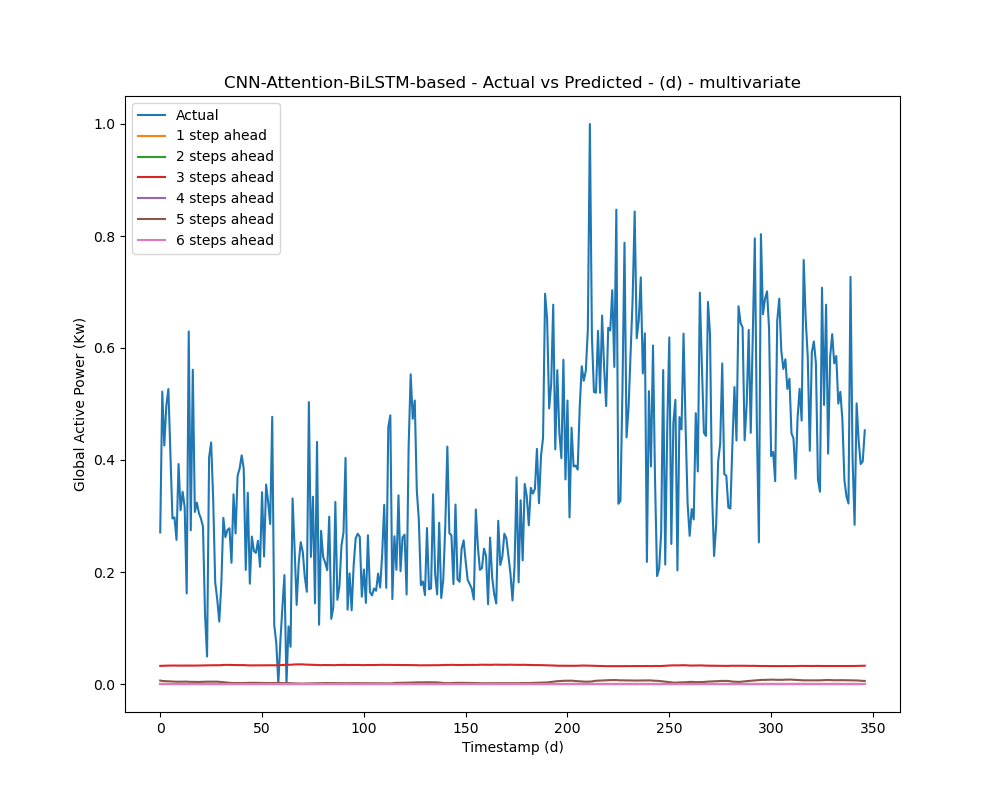 CNN-Attention-BiLSTM-based - Actual vs Predicted - (d) - multivariate
Actual
1 step ahead
2 steps ahead
3 steps ahead
4 steps ahead
5 steps ahead
6 steps ahead
1.0
0.8
0.6
0.4
0.2
0.0
Global Active Power (Kw)
0
50
100
150
200
250
300
350
Timestamp (d)